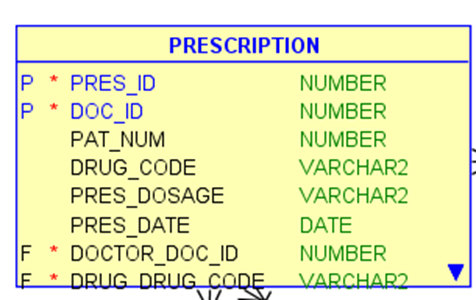 PRESCRIPTION
P * PRES_ID NUMBER
P * DOC_ID NUMBER
PAT_NUM NUMBER
DRUG_CODE VARCHAR2
PRES_DOSAGE VARCHAR2
PRES_DATE DATE
F * DOCTOR_DOC_ID NUMBER
F * DRUG_DRUG_CODE VARCHAR2